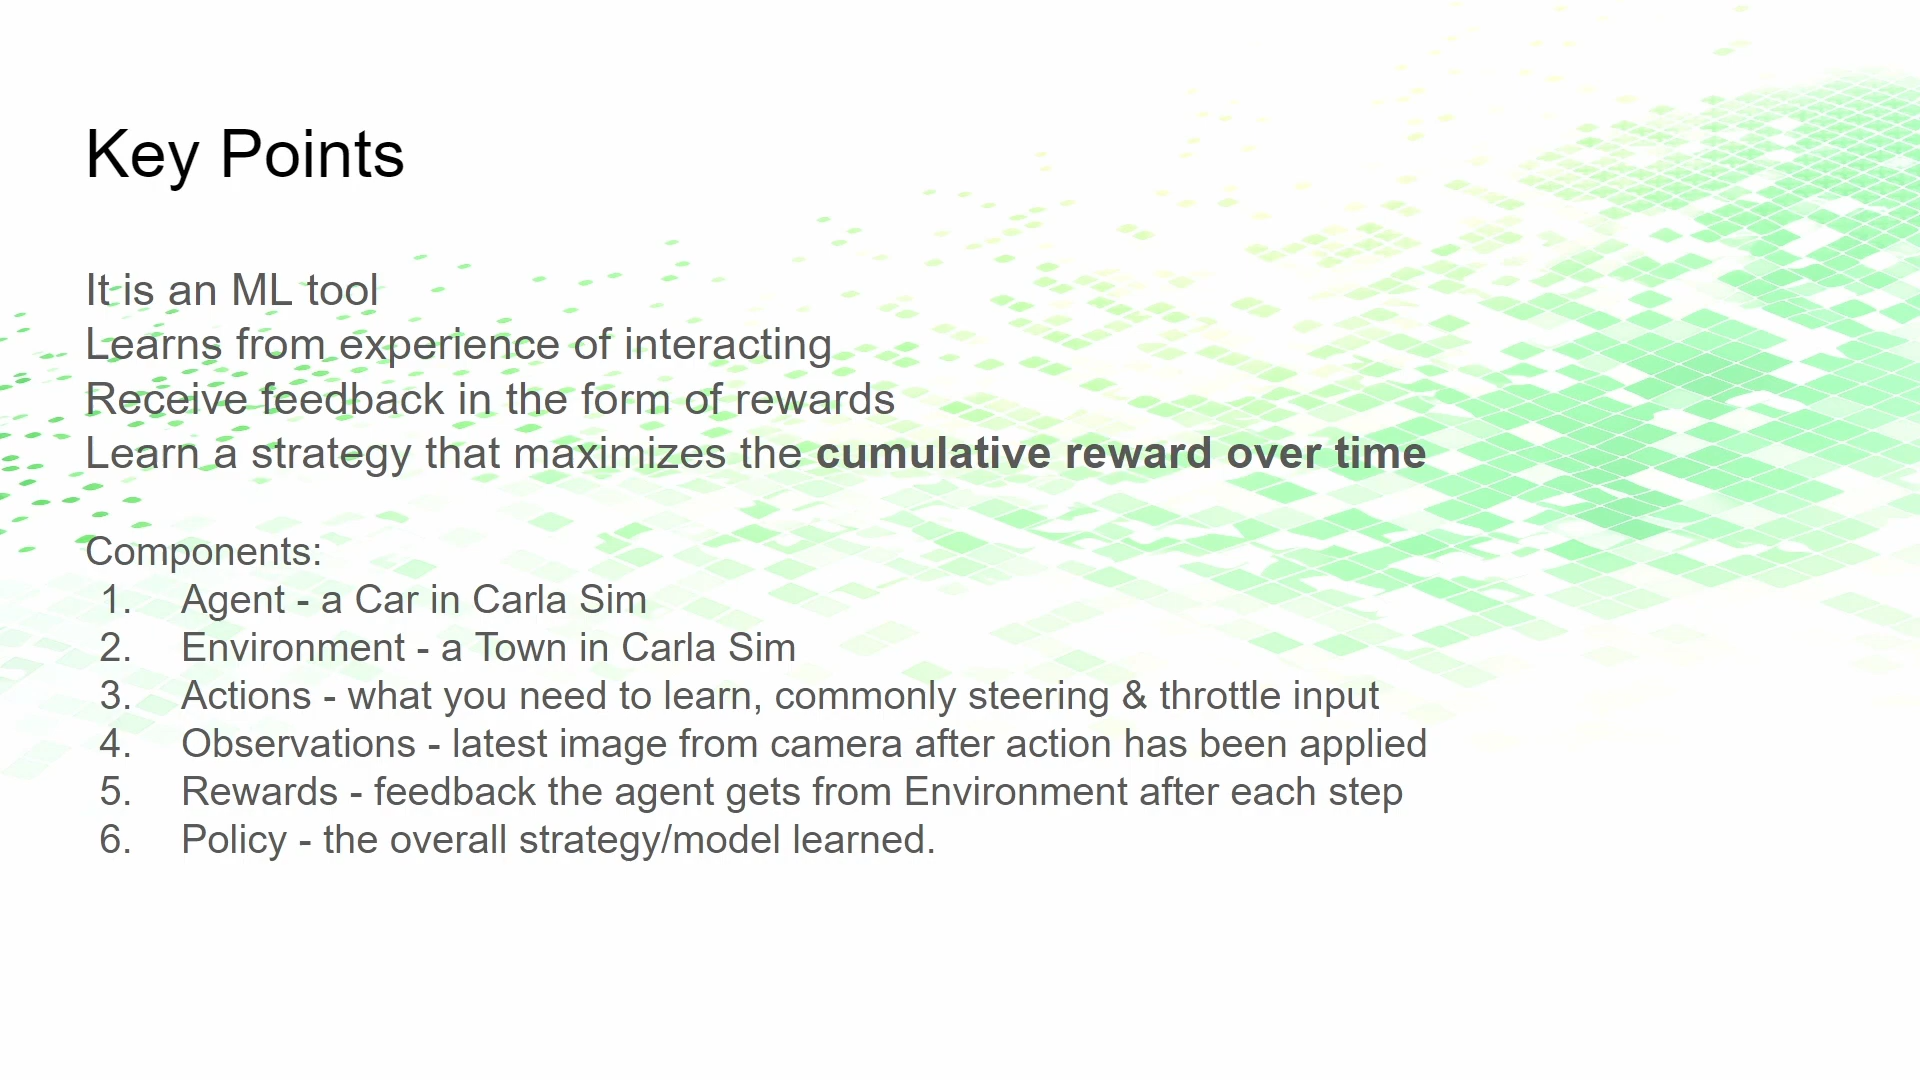 Key Points
It is an ML tool
Learns from experience of interacting
Receive feedback in the form of rewards
Learn a strategy that maximizes the cumulative reward over time
Components:
1. Agent - a Car in Carla Sim
2. Environment - a Town in Carla Sim
3. Actions - what you need to learn, commonly steering & throttle input
4. Observations - latest image from camera after action has been applied
5. Rewards - feedback the agent gets from Environment after each step
6. Policy - the overall strategy/model learned.